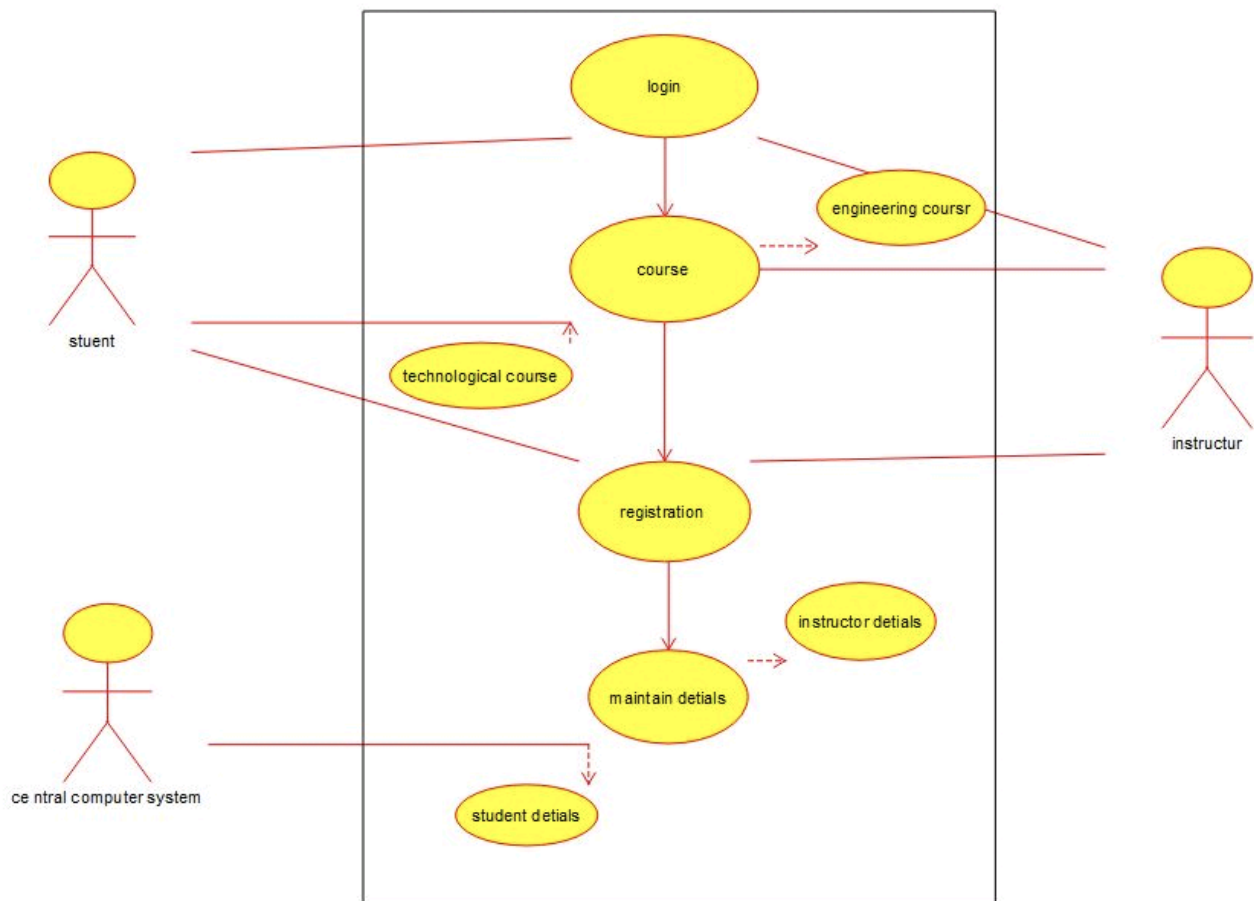 login
engineering coursr
course
stuent
technological course
instructur
registration
instructor detials
maintain detials
ce ntral computer system
student detials